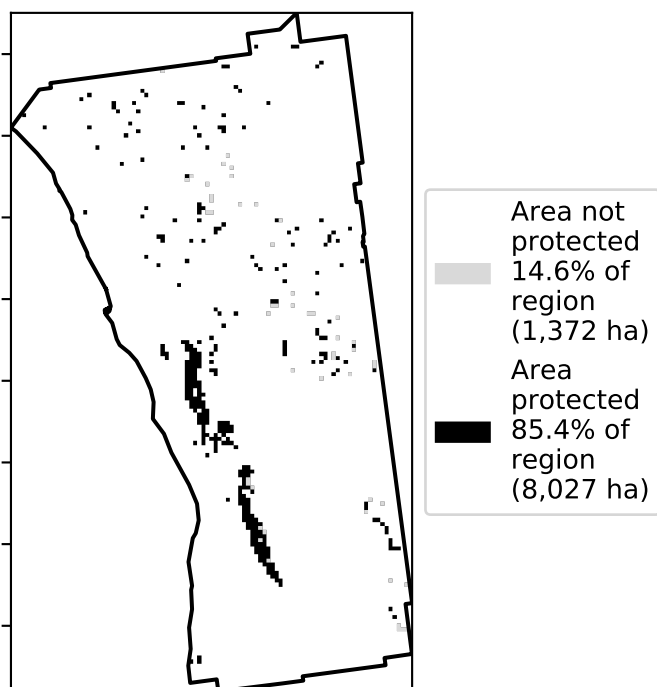 Area not
protected
14.6% of
region
(1,372 ha)
Area
protected
85.4% of
region
(8,027 ha)